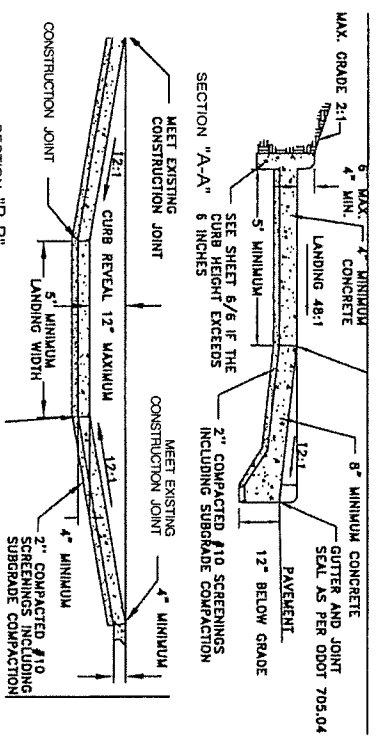 MAX. GRADE 2:1
6" MAX.
4" MIN.
4" MINIMUM
CONCRETE
LANDING 48:1
5' MINIMUM
8" MINIMUM CONCRETE
GUTTER AND JOINT
SEAL AS PER ODOT 705.04
12:1
PAVEMENT
12" BELOW GRADE
SECTION "A-A"
SEE SHEET 6/6 IF THE
CURB HEIGHT EXCEEDS
6 INCHES
2" COMPACTED #10 SCREENINGS
INCLUDING SUBGRADE COMPACTION
MEET EXISTING
CONSTRUCTION JOINT
MEET EXISTING
CONSTRUCTION JOINT
12:1
CURB REVEAL 12" MAXIMUM
12:1
4" MINIMUM
CONSTRUCTION JOINT
5' MINIMUM
LANDING WIDTH
4" MINIMUM
2" COMPACTED #10
SCREENINGS INCLUDING
SUBGRADE COMPACTION